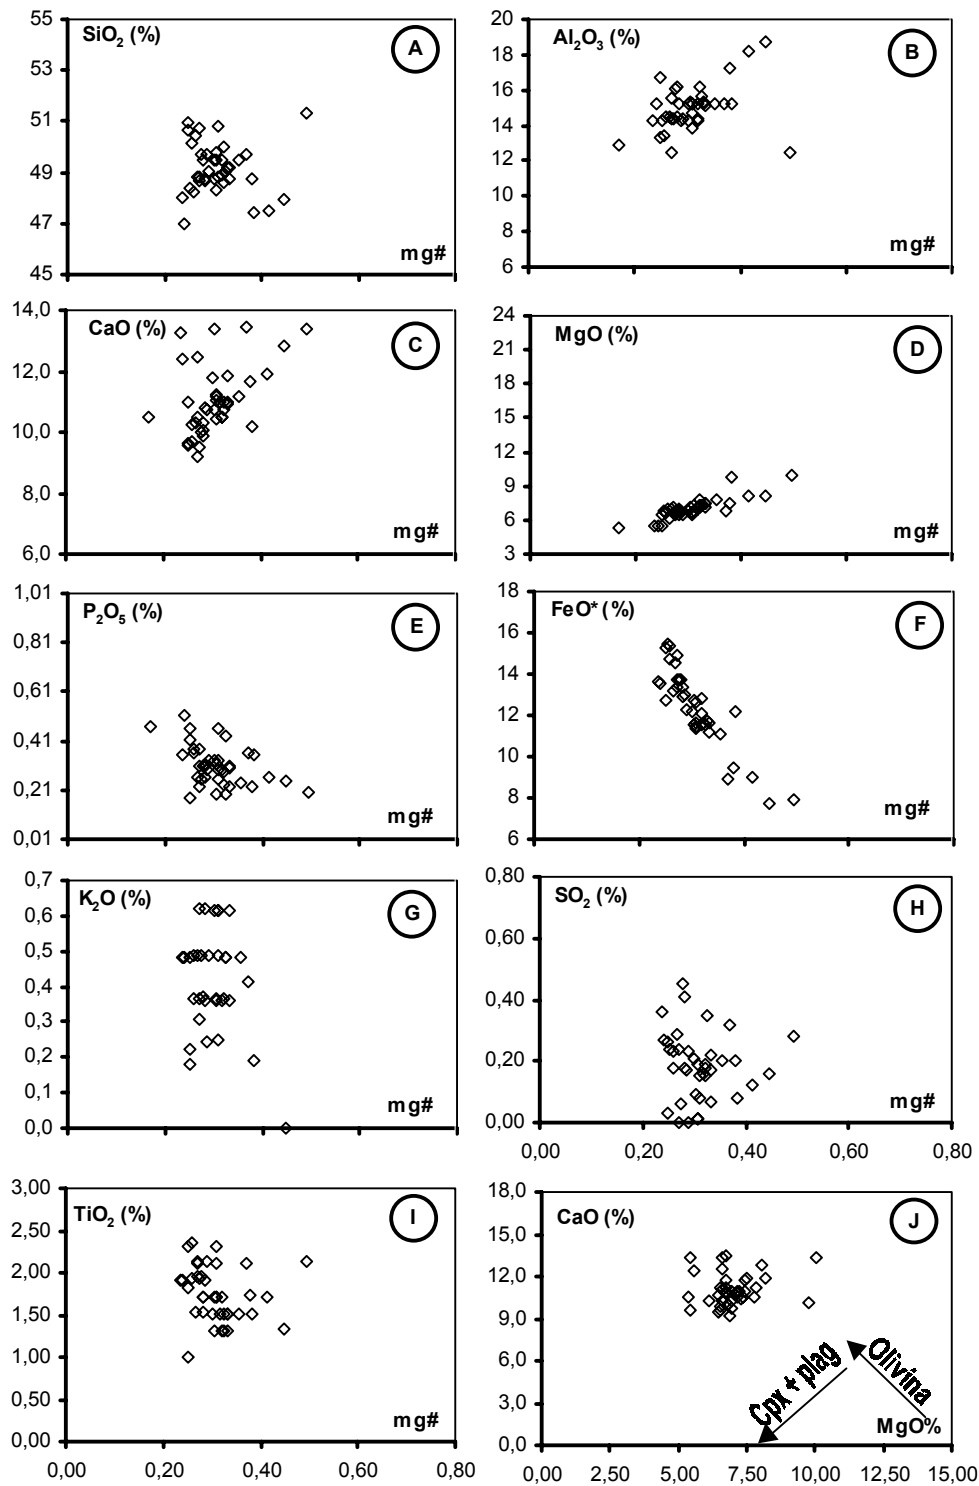 55
53
51
49
47
45
SiO₂ (%)
A
mg#
20
18
16
14
12
10
8
6
Al₂O₃ (%)
B
mg#
14,0
12,0
10,0
8,0
6,0
CaO (%)
C
mg#
24
21
18
15
12
9
6
3
MgO (%)
D
mg#
1,01
0,81
0,61
0,41
0,21
0,01
P₂O₅ (%)
E
mg#
18
16
14
12
10
8
6
FeO* (%)
F
mg#
0,7
0,6
0,5
0,4
0,3
0,2
0,1
0,0
K₂O (%)
G
mg#
0,80
0,60
0,40
0,20
0,00
SO₂ (%)
H
mg#
0,00 0,20 0,40 0,60 0,80
3,00
2,50
2,00
1,50
1,00
0,50
0,00
TiO₂ (%)
I
mg#
0,00 0,20 0,40 0,60 0,80
18,0
15,0
12,0
9,0
6,0
3,0
0,0
CaO (%)
J
Cpx + plag
Olivina
MgO%
0,00 2,50 5,00 7,50 10,00 12,50 15,00